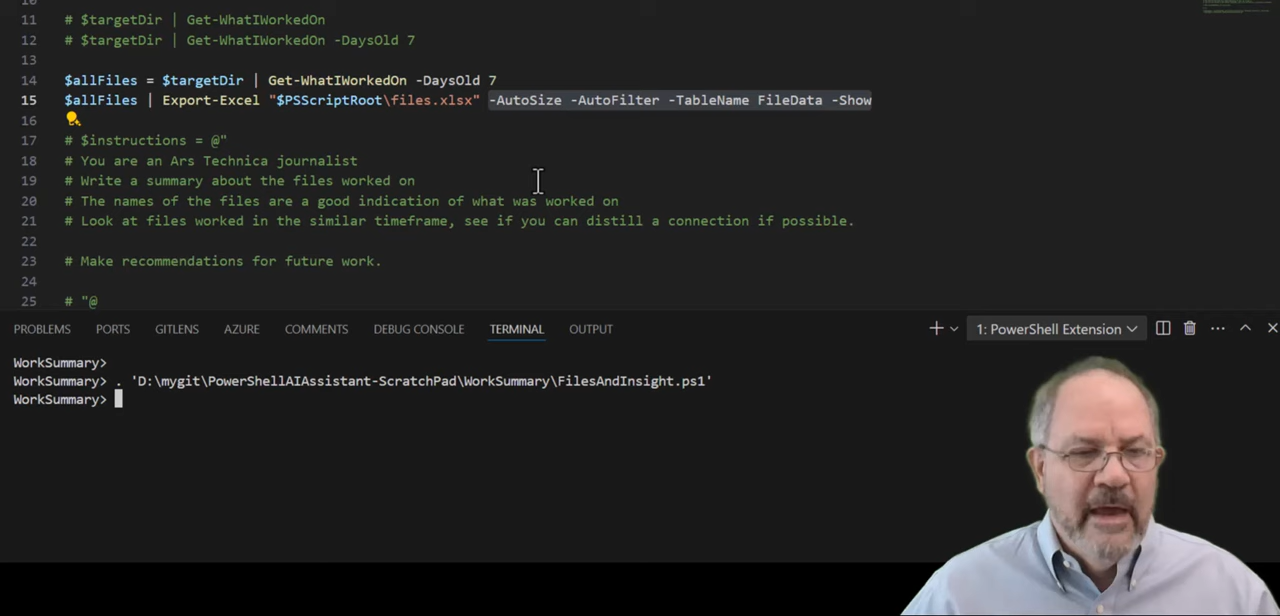 11 # $targetDir | Get-WhatIWorkedOn
12 # $targetDir | Get-WhatIWorkedOn -DaysOld 7
13
14 $allFiles = $targetDir | Get-WhatIWorkedOn -DaysOld 7
15 $allFiles | Export-Excel "$PSScriptRoot\files.xlsx" -AutoSize -AutoFilter -TableName FileData -Show
16
17 # $instructions = @"
18 # You are an Ars Technica journalist
19 # Write a summary about the files worked on
20 # The names of the files are a good indication of what was worked on
21 # Look at files worked in the similar timeframe, see if you can distill a connection if possible.
22
23 # Make recommendations for future work.
24
25 # "@
PROBLEMS PORTS GITLENS AZURE COMMENTS DEBUG CONSOLE TERMINAL OUTPUT 1: PowerShell Extension
WorkSummary>
WorkSummary> . 'D:\mygit\PowerShellAIAssistant-ScratchPad\WorkSummary\FilesAndInsight.ps1'
WorkSummary>